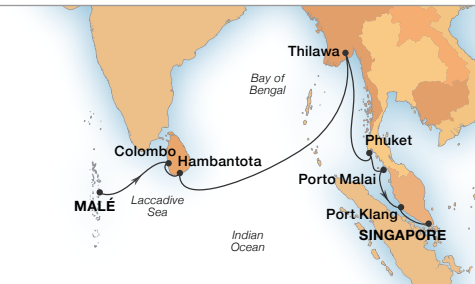 Thilawa
Bay of
Bengal
Phuket
Colombo
Hambantota
Porto Malai
MALÉ
Laccadive
Sea
Port Klang
Indian
Ocean
SINGAPORE